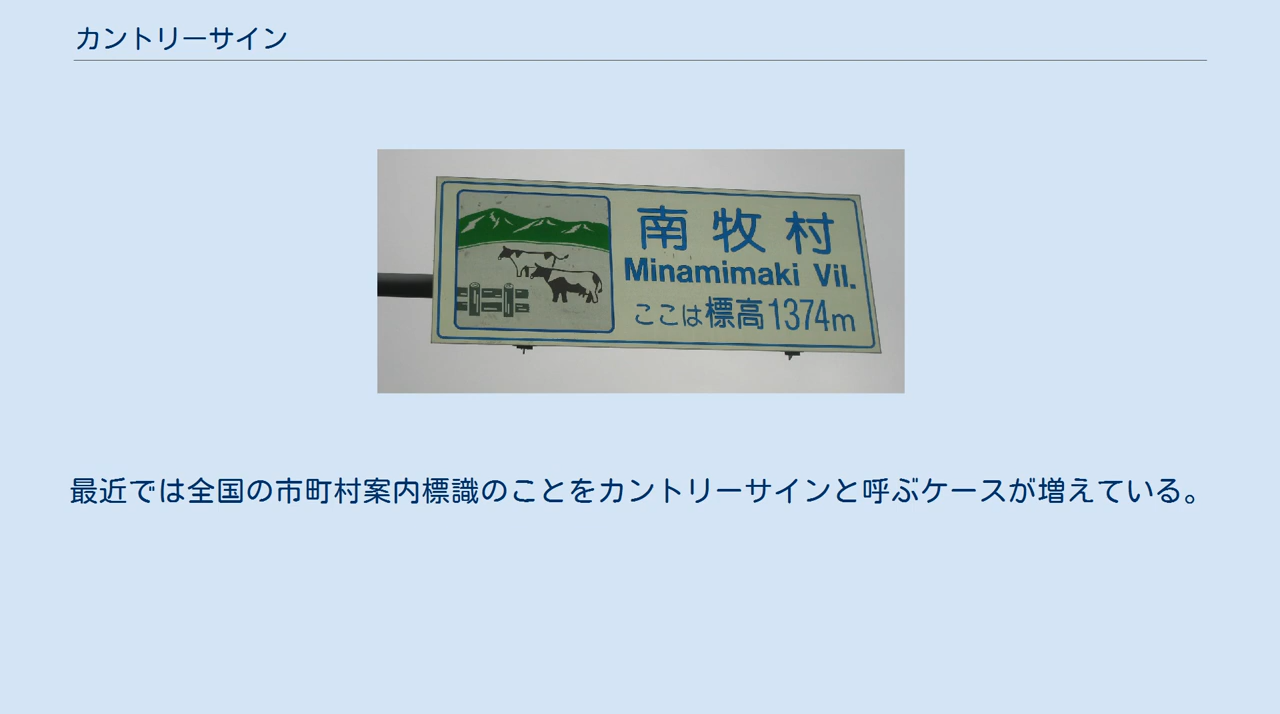 カントリーサイン
南牧村
Minamimaki Vil.
ここは標高1374m
最近では全国の市町村案内標識のことをカントリーサインと呼ぶケースが増えている。